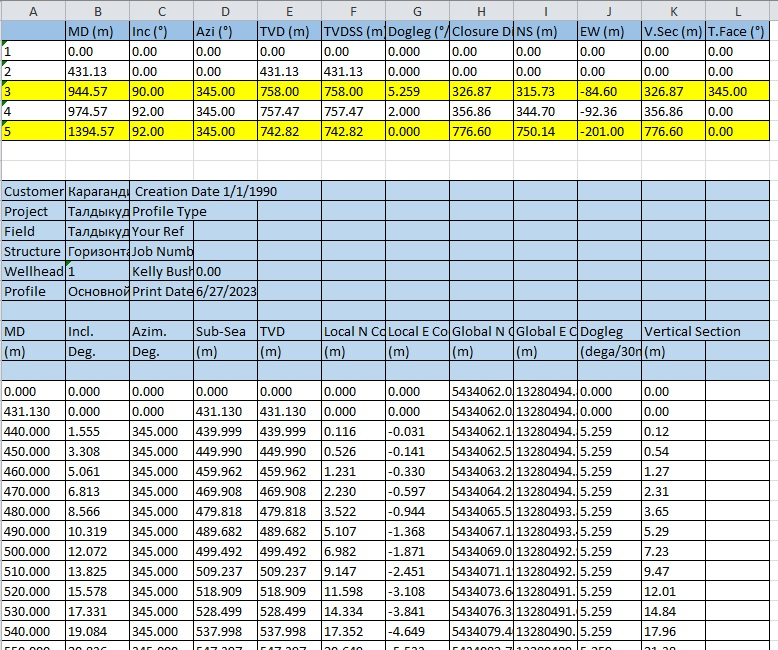 A B C D E F G H I J K L
MD (m) Inc (°) Azi (°) TVD (m) TVDSS (m) Dogleg (°/ Closure Di NS (m) EW (m) V.Sec (m) T.Face (°)
1 0.00 0.00 0.00 0.00 0.00 0.00 0.00 0.00 0.00 0.00 0.00
2 431.13 0.00 0.00 431.13 431.13 0.000 0.00 0.00 0.00 0.00 0.00
3 944.57 90.00 345.00 758.00 758.00 5.259 326.87 315.73 -84.60 326.87 345.00
4 974.57 92.00 345.00 757.47 757.47 2.000 356.86 344.70 -92.36 356.86 0.00
5 1394.57 92.00 345.00 742.82 742.82 0.000 776.60 750.14 -201.00 776.60 0.00
Customer Караганди Creation Date 1/1/1990
Project Талдыкуд Profile Type
Field Талдыкуд Your Ref
Structure Горизонта Job Numb
Wellhead 1 Kelly Bush 0.00
Profile Основной Print Date 6/27/2023
MD Incl. Azim. Sub-Sea TVD Local N Co Local E Co Global N C Global E C Dogleg Vertical Section
(m) Deg. Deg. (m) (m) (m) (m) (m) (m) (dega/30m (m)
0.000 0.000 0.000 0.000 0.000 0.000 0.000 5434062.0 13280494. 0.000 0.00
431.130 0.000 0.000 431.130 431.130 0.000 0.000 5434062.0 13280494. 0.000 0.00
440.000 1.555 345.000 439.999 439.999 0.116 -0.031 5434062.1 13280494. 5.259 0.12
450.000 3.308 345.000 449.990 449.990 0.526 -0.141 5434062.5 13280494. 5.259 0.54
460.000 5.061 345.000 459.962 459.962 1.231 -0.330 5434063.2 13280494. 5.259 1.27
470.000 6.813 345.000 469.908 469.908 2.230 -0.597 5434064.2 13280494. 5.259 2.31
480.000 8.566 345.000 479.818 479.818 3.522 -0.944 5434065.5 13280493. 5.259 3.65
490.000 10.319 345.000 489.682 489.682 5.107 -1.368 5434067.1 13280493. 5.259 5.29
500.000 12.072 345.000 499.492 499.492 6.982 -1.871 5434069.0 13280492. 5.259 7.23
510.000 13.825 345.000 509.237 509.237 9.147 -2.451 5434071.1 13280492. 5.259 9.47
520.000 15.578 345.000 518.909 518.909 11.598 -3.108 5434073.6 13280491. 5.259 12.01
530.000 17.331 345.000 528.499 528.499 14.334 -3.841 5434076.3 13280491. 5.259 14.84
540.000 19.084 345.000 537.998 537.998 17.352 -4.649 5434079.4 13280490. 5.259 17.96